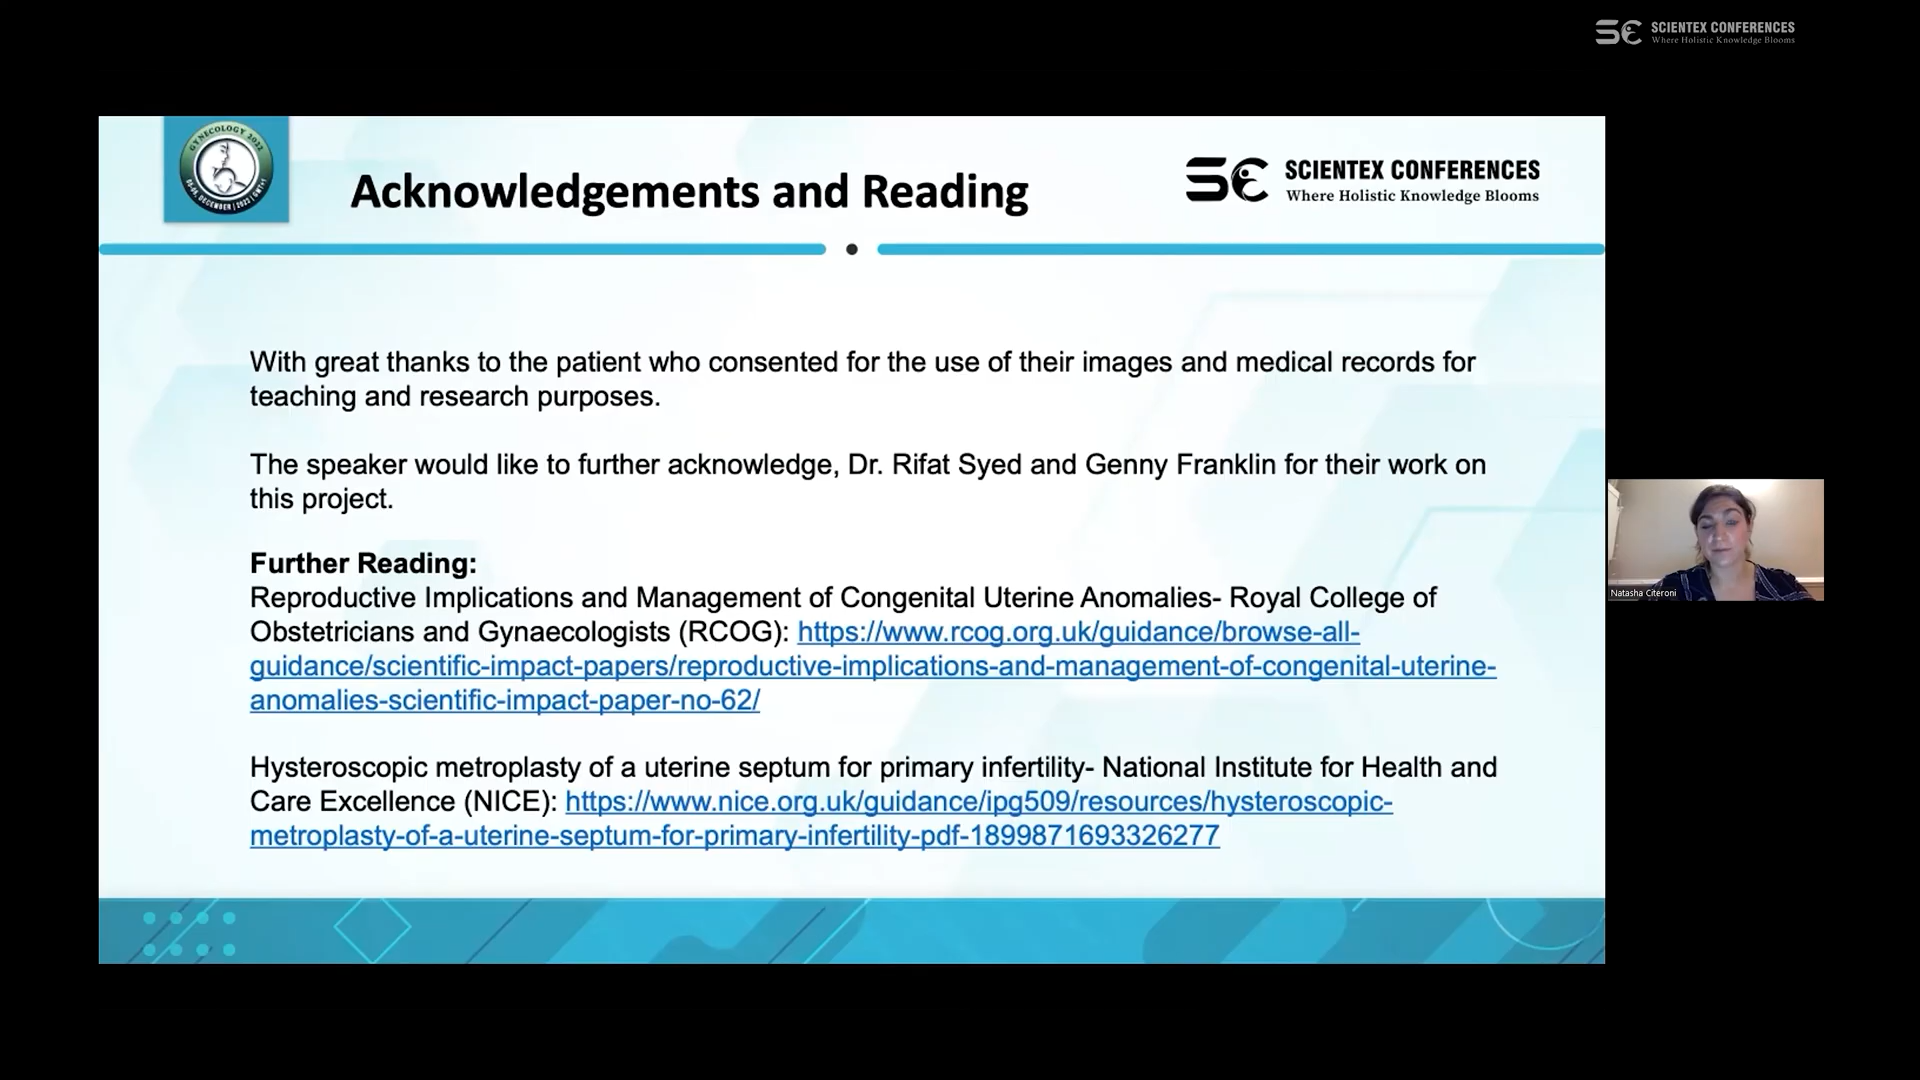 SCIENTEX CONFERENCES
Where Holistic Knowledge Blooms
GYNECOLOGY 2022
Acknowledgements and Reading
SCIENTEX CONFERENCES
Where Holistic Knowledge Blooms
With great thanks to the patient who consented for the use of their images and medical records for
teaching and research purposes.
The speaker would like to further acknowledge, Dr. Rifat Syed and Genny Franklin for their work on
this project.
Further Reading:
Reproductive Implications and Management of Congenital Uterine Anomalies- Royal College of
Obstetricians and Gynaecologists (RCOG): https://www.rcog.org.uk/guidance/browse-all-
guidance/scientific-impact-papers/reproductive-implications-and-management-of-congenital-uterine-
anomalies-scientific-impact-paper-no-62/
Hysteroscopic metroplasty of a uterine septum for primary infertility- National Institute for Health and
Care Excellence (NICE): https://www.nice.org.uk/guidance/ipg509/resources/hysteroscopic-
metroplasty-of-a-uterine-septum-for-primary-infertility-pdf-1899871693326277
Natasha Citeroni